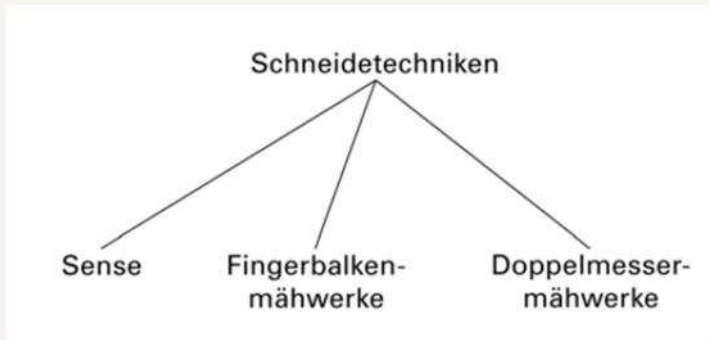 Schneidetechniken
Sense
Fingerbalken-
mähwerke
Doppelmesser-
mähwerke